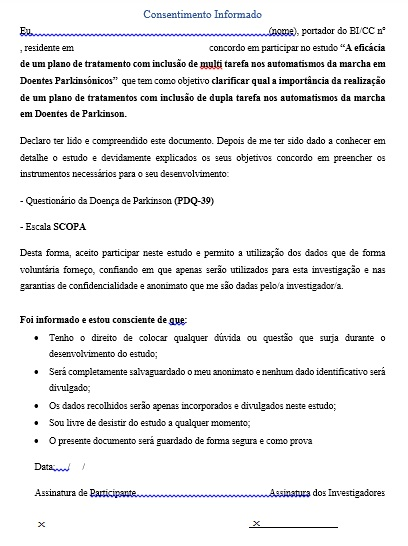 Consentimento Informado
Eu, (nome), portador do BI/CC nº
, residente em concordo em participar no estudo “A eficácia
de um plano de tratamento com inclusão de multi tarefa nos automatismos da marcha em
Doentes Parkinsónicos” que tem como objetivo clarificar qual a importância da realização
de um plano de tratamentos com inclusão de dupla tarefa nos automatismos da marcha
em Doentes de Parkinson.
Declaro ter lido e compreendido este documento. Depois de me ter sido dado a conhecer em
detalhe o estudo e devidamente explicados os seus objetivos concordo em preencher os
instrumentos necessários para o seu desenvolvimento:
- Questionário da Doença de Parkinson (PDQ-39)
- Escala SCOPA
Desta forma, aceito participar neste estudo e permito a utilização dos dados que de forma
voluntária forneço, confiando em que apenas serão utilizados para esta investigação e nas
garantias de confidencialidade e anonimato que me são dadas pelo/a investigador/a.
Foi informado e estou consciente de que:
• Tenho o direito de colocar qualquer dúvida ou questão que surja durante o
desenvolvimento do estudo;
• Será completamente salvaguardado o meu anonimato e nenhum dado identificativo será
divulgado;
• Os dados recolhidos serão apenas incorporados e divulgados neste estudo;
• Sou livre de desistir do estudo a qualquer momento;
• O presente documento será guardado de forma segura e como prova
Data: / /
Assinatura de Participante Assinatura dos Investigadores
x x